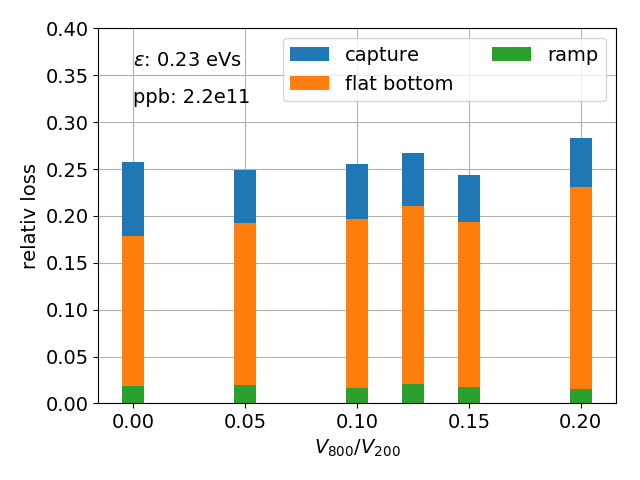 0.40
0.35
0.30
0.25
0.20
0.15
0.10
0.05
0.00
relativ loss
ε: 0.23 eVs
ppb: 2.2e11
capture
flat bottom
ramp
0.00 0.05 0.10 0.15 0.20
V₈₀₀/V₂₀₀